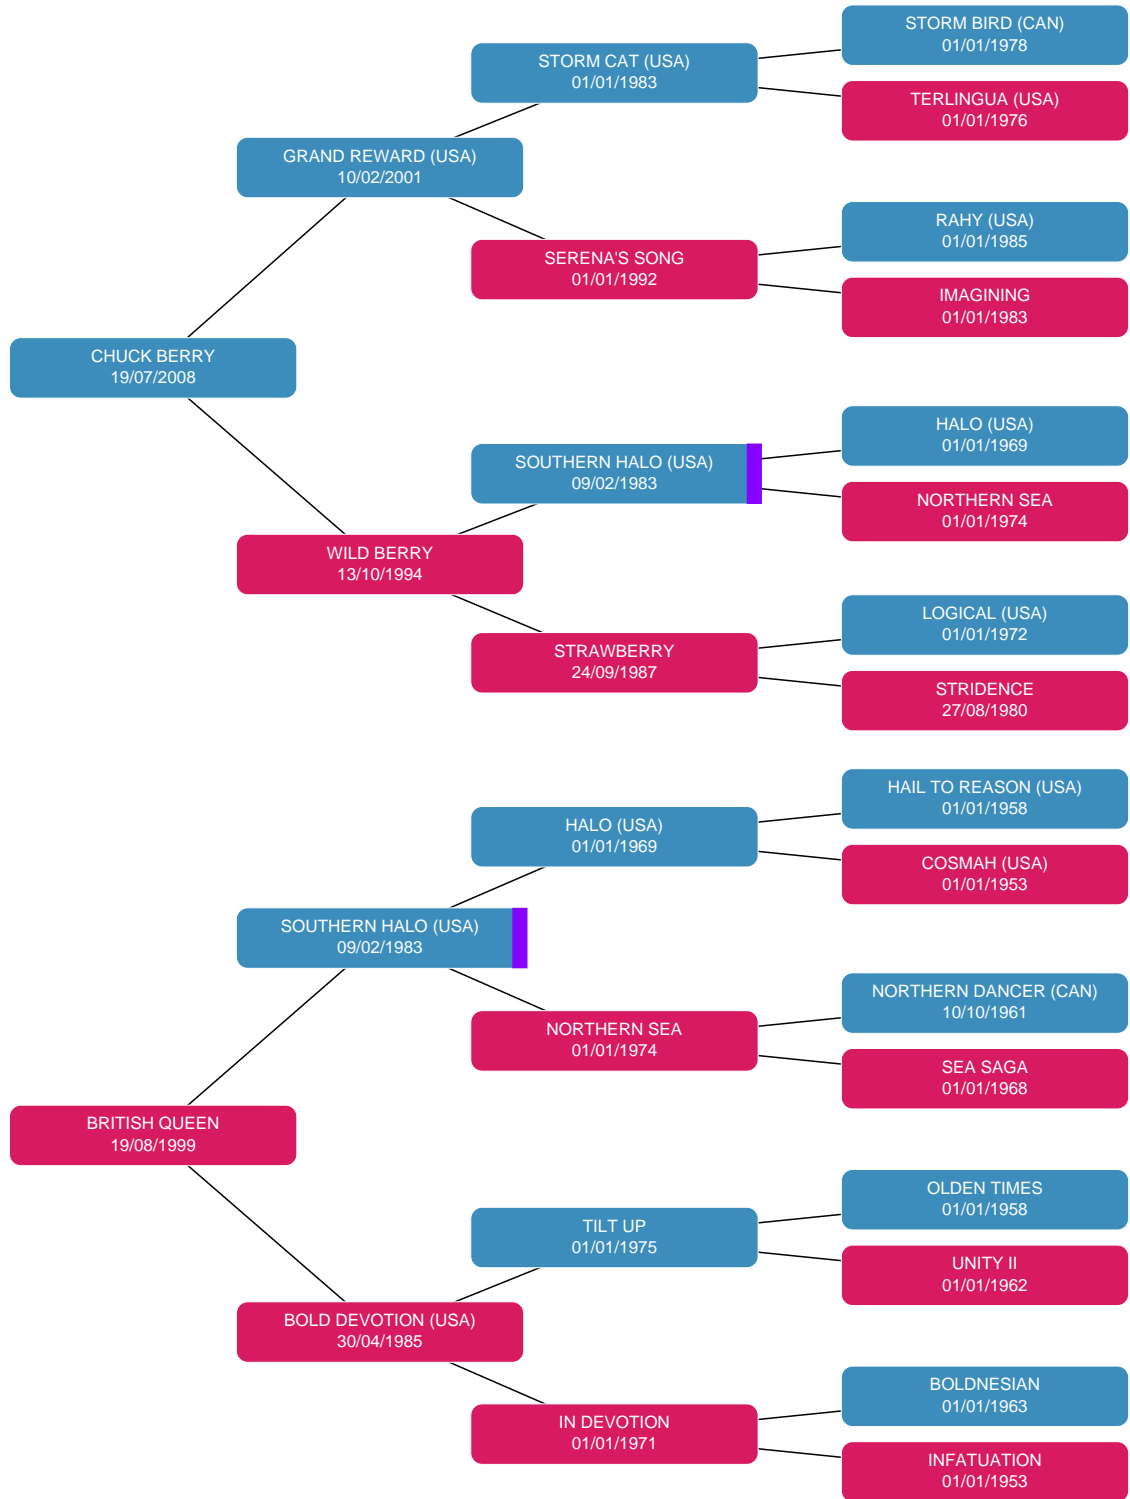 STORM BIRD (CAN)
01/01/1978
STORM CAT (USA)
01/01/1983
TERLINGUA (USA)
01/01/1976
GRAND REWARD (USA)
10/02/2001
RAHY (USA)
01/01/1985
SERENA'S SONG
01/01/1992
IMAGINING
01/01/1983
CHUCK BERRY
19/07/2008
HALO (USA)
01/01/1969
SOUTHERN HALO (USA)
09/02/1983
NORTHERN SEA
01/01/1974
WILD BERRY
13/10/1994
LOGICAL (USA)
01/01/1972
STRAWBERRY
24/09/1987
STRIDENCE
27/08/1980
HAIL TO REASON (USA)
01/01/1958
HALO (USA)
01/01/1969
COSMAH (USA)
01/01/1953
SOUTHERN HALO (USA)
09/02/1983
NORTHERN DANCER (CAN)
10/10/1961
NORTHERN SEA
01/01/1974
SEA SAGA
01/01/1968
BRITISH QUEEN
19/08/1999
OLDEN TIMES
01/01/1958
TILT UP
01/01/1975
UNITY II
01/01/1962
BOLD DEVOTION (USA)
30/04/1985
BOLDNESIAN
01/01/1963
IN DEVOTION
01/01/1971
INFATUATION
01/01/1953